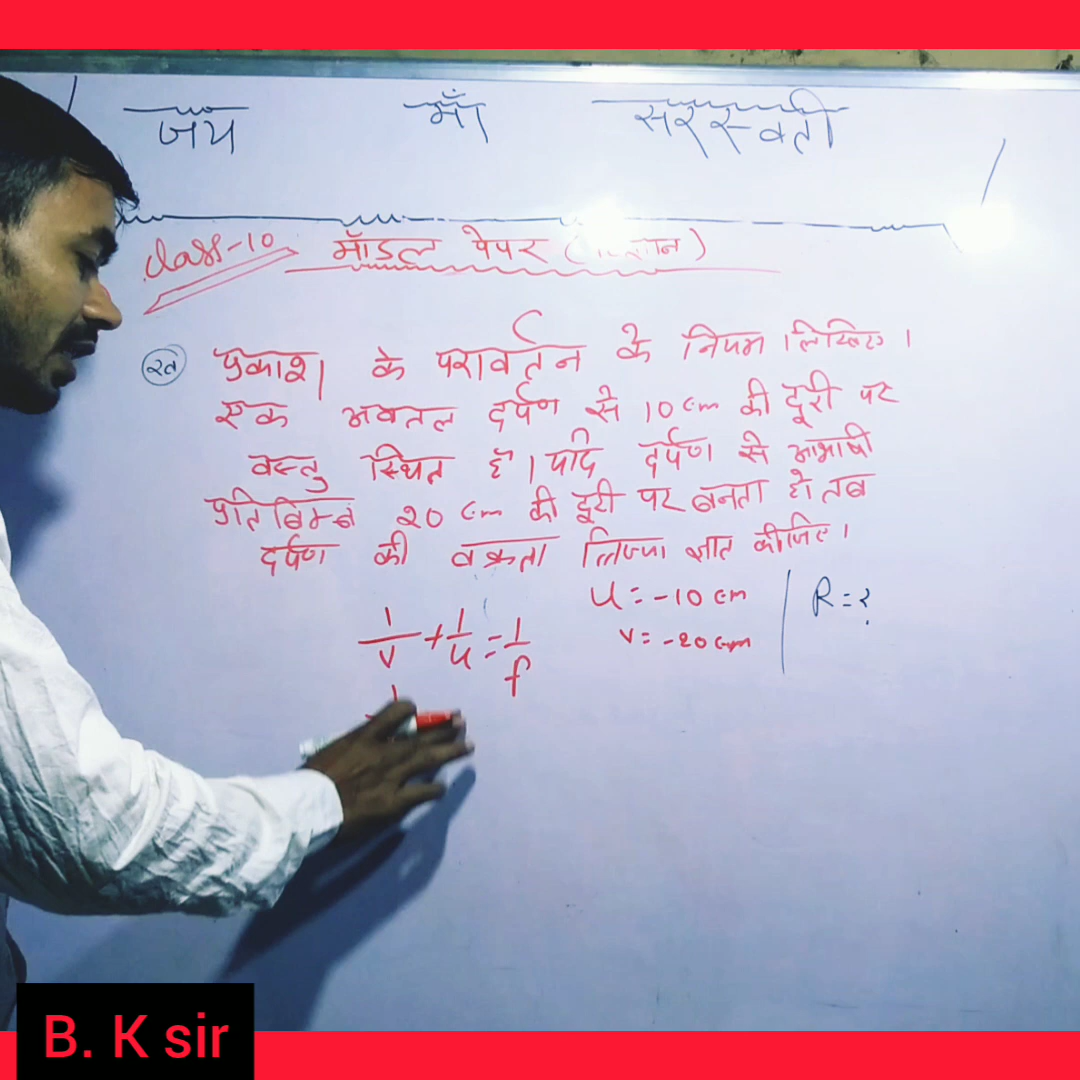 जय माँ सरस्वती
Class-10 मॉडल पेपर (
प्रकाश के परावर्तन के नियम लिखिए।
एक अवतल दर्पण से 10 cm की दूरी पर
वस्तु स्थित है। यदि दर्पण से आभाषी
प्रतिबिम्ब 20 cm की दूरी पर बनता हो तब
दर्पण की वक्रता त्रिज्या ज्ञात कीजिए।
u = -10 cm R = ?
v = -20 cm
1/v + 1/u = 1/f
1
B. K sir